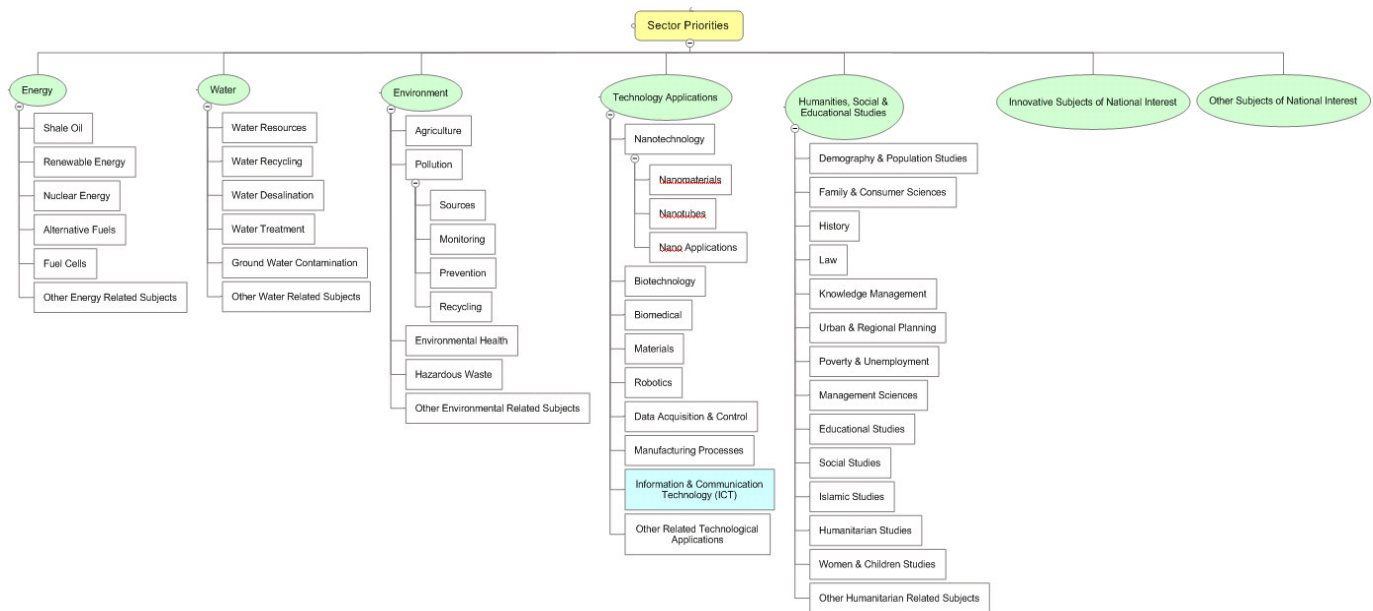 Sector Priorities
Energy
Shale Oil
Renewable Energy
Nuclear Energy
Alternative Fuels
Fuel Cells
Other Energy Related Subjects
Water
Water Resources
Water Recycling
Water Desalination
Water Treatment
Ground Water Contamination
Other Water Related Subjects
Environment
Agriculture
Pollution
Sources
Monitoring
Prevention
Recycling
Environmental Health
Hazardous Waste
Other Environmental Related Subjects
Technology Applications
Nanotechnology
Nanomaterials
Nanotubes
Nano Applications
Biotechnology
Biomedical
Materials
Robotics
Data Acquisition & Control
Manufacturing Processes
Information & Communication
Technology (ICT)
Other Related Technological
Applications
Humanities, Social &
Educational Studies
Demography & Population Studies
Family & Consumer Sciences
History
Law
Knowledge Management
Urban & Regional Planning
Poverty & Unemployment
Management Sciences
Educational Studies
Social Studies
Islamic Studies
Humanitarian Studies
Women & Children Studies
Other Humanitarian Related Subjects
Innovative Subjects of National Interest
Other Subjects of National Interest